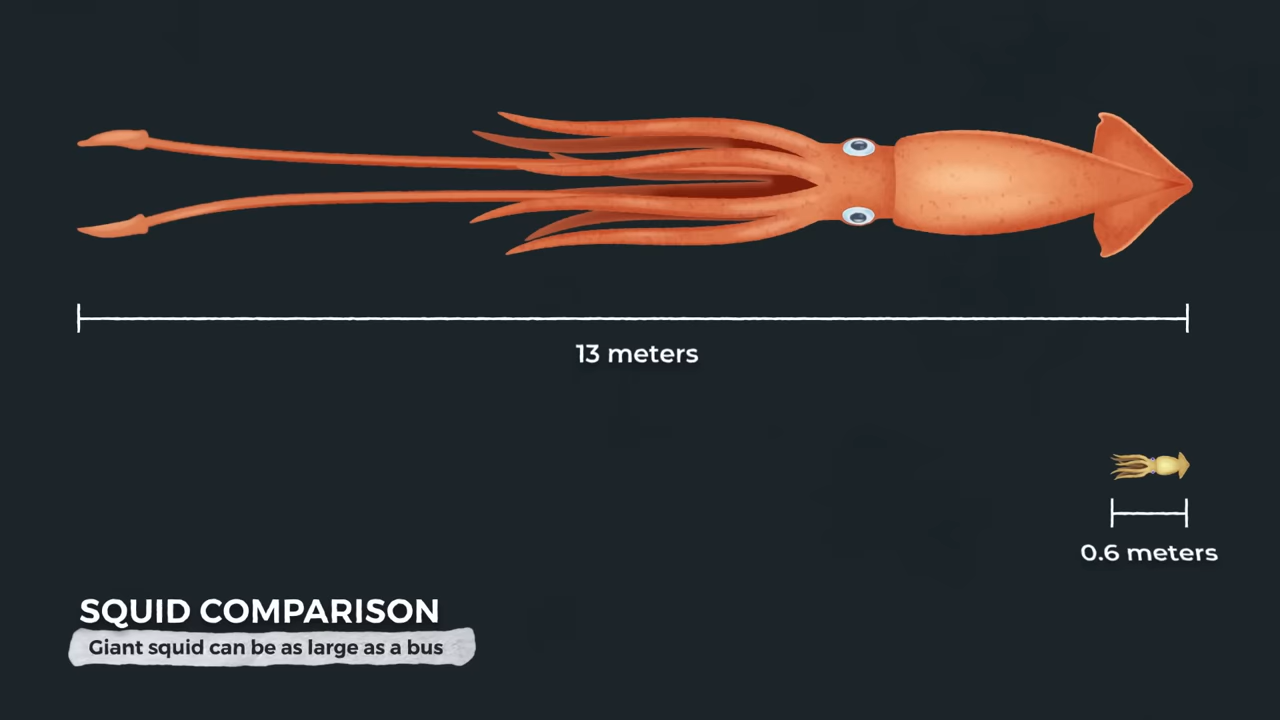 13 meters
0.6 meters
SQUID COMPARISON
Giant squid can be as large as a bus